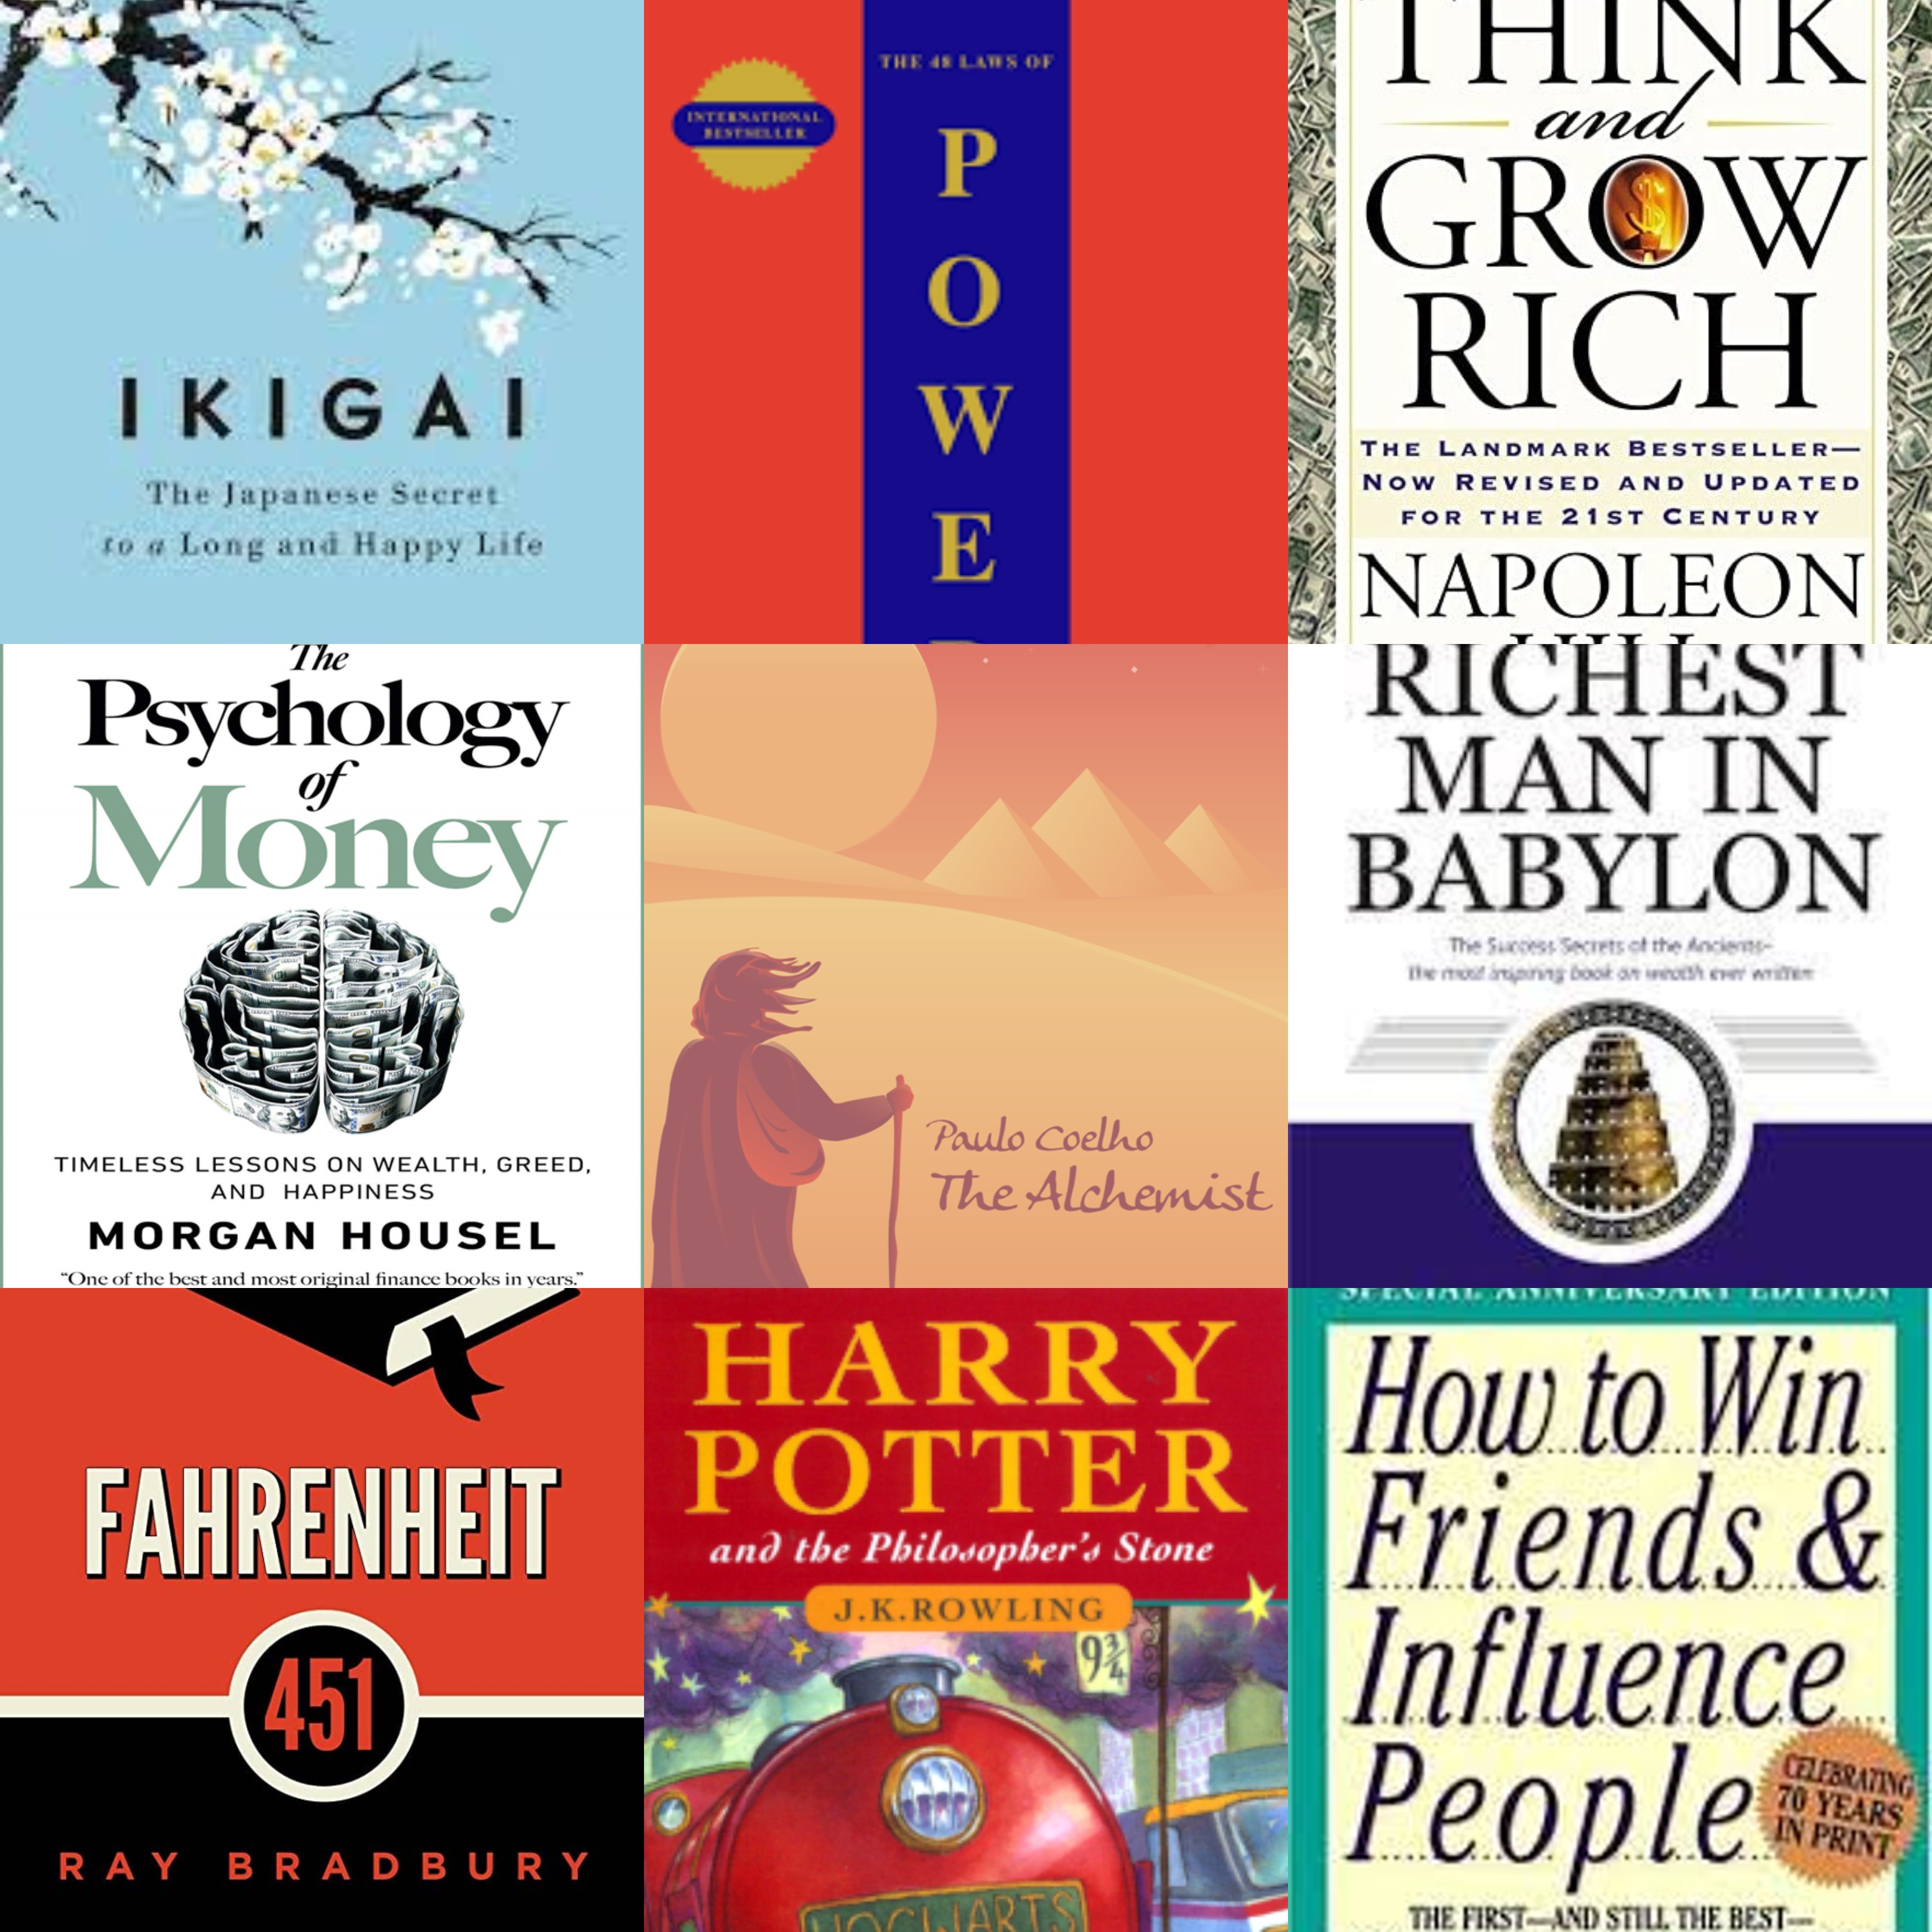 IKIGAI
The Japanese Secret
to a Long and Happy Life
INTERNATIONAL
BESTSELLER
THE 48 LAWS OF
P
O
W
E
THINK
and
GROW
RICH
THE LANDMARK BESTSELLER—
NOW REVISED AND UPDATED
FOR THE 21ST CENTURY
NAPOLEON
The
Psychology
of
Money
TIMELESS LESSONS ON WEALTH, GREED,
AND HAPPINESS
MORGAN HOUSEL
“One of the best and most original finance books in years.”
Paulo Coelho
The Alchemist
RICHEST
MAN IN
BABYLON
The Success Secrets of the Ancients–
the most inspiring book on wealth ever written
FAHRENHEIT
451
RAY BRADBURY
HARRY
POTTER
and the Philosopher's Stone
J.K.ROWLING
9¾
HOGWARTS
SPECIAL ANNIVERSARY EDITION
How to Win
Friends &
Influence
People
CELEBRATING
70 YEARS
IN PRINT
THE FIRST—AND STILL THE BEST—